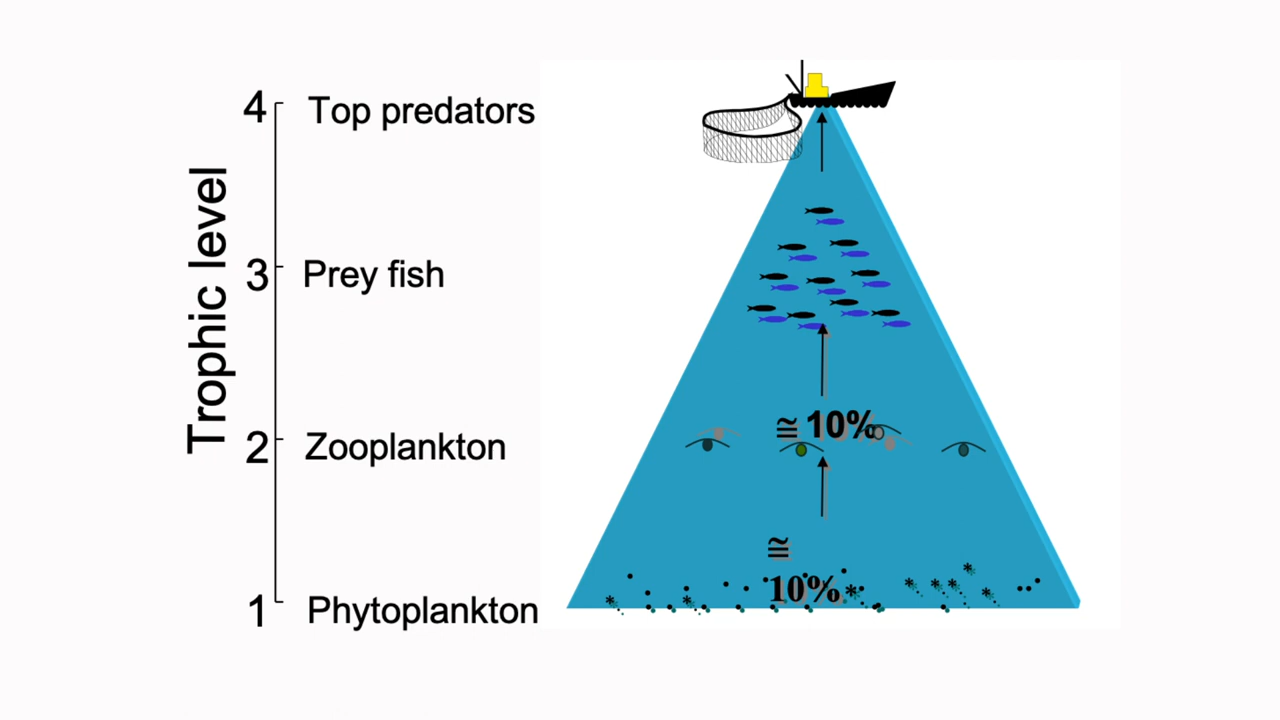 4 Top predators
Trophic level
3 Prey fish
≅ 10%
2 Zooplankton
≅
10%
1 Phytoplankton